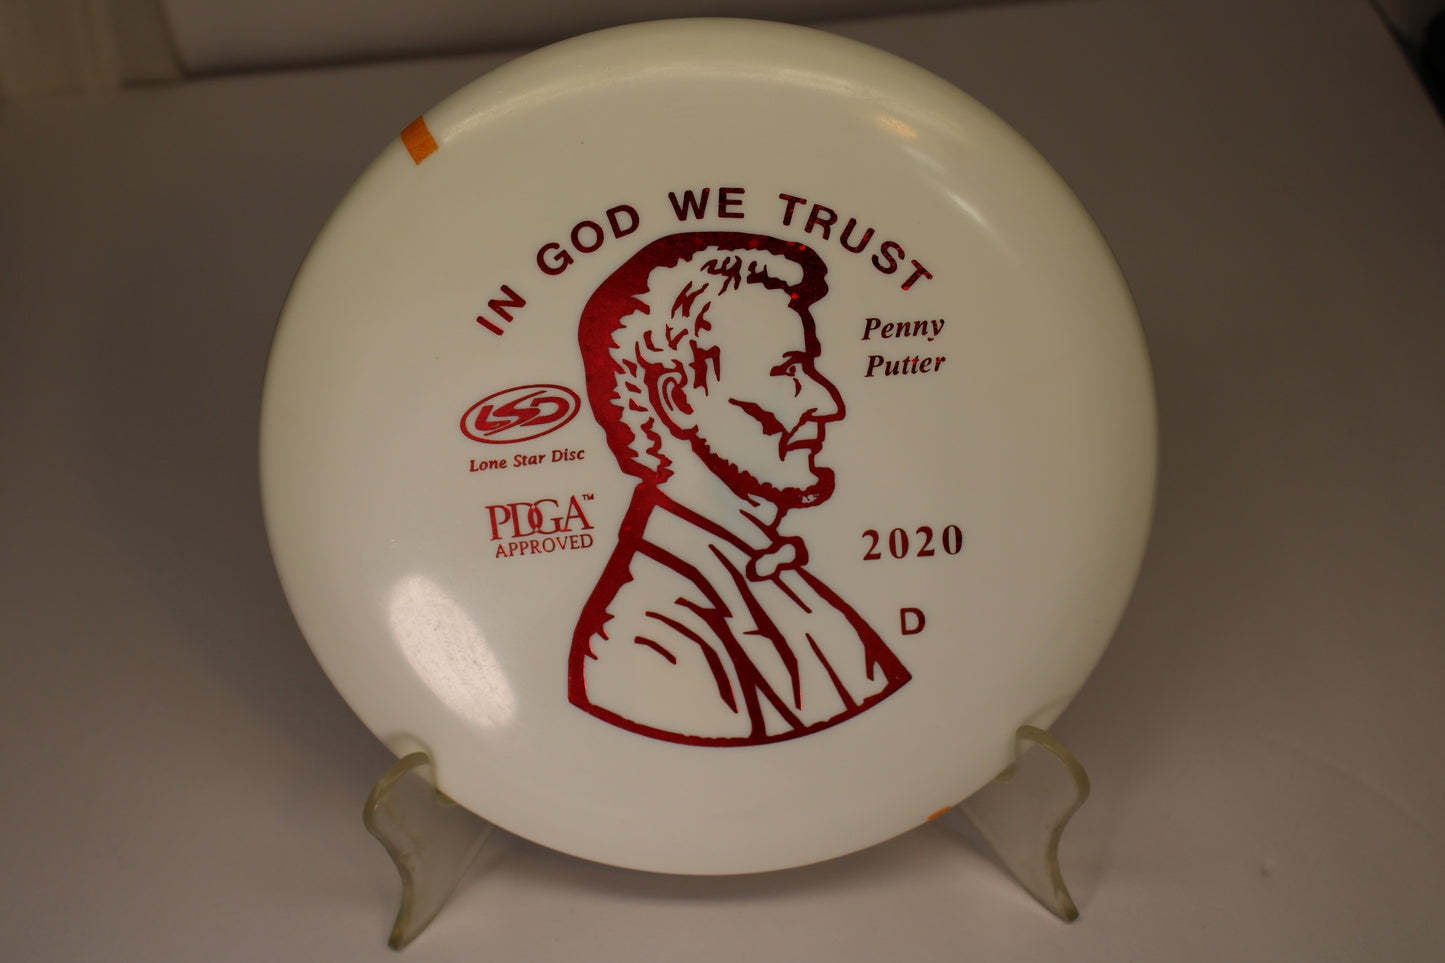 IN GOD WE TRUST
Penny
Putter
LSD
Lone Star Disc
PDGA™
APPROVED
2020
D